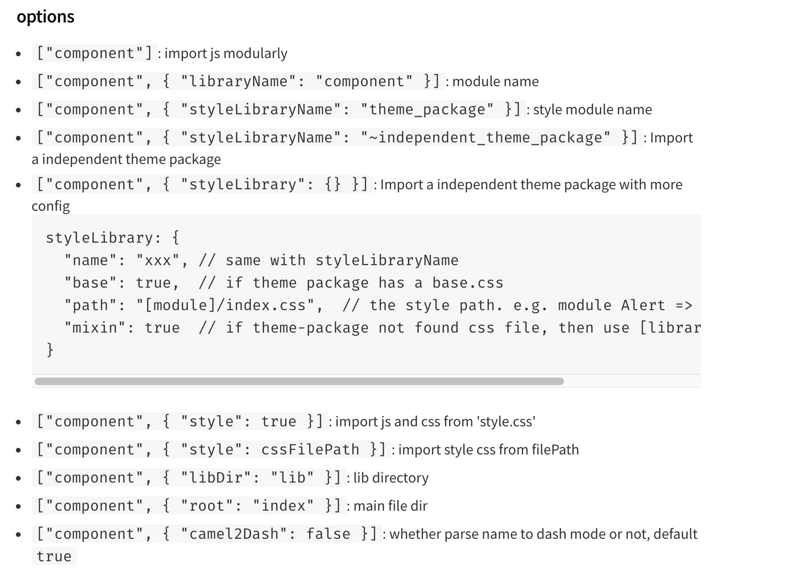 options
["component"] : import js modularly
["component", { "libraryName": "component" }] : module name
["component", { "styleLibraryName": "theme_package" }] : style module name
["component", { "styleLibraryName": "~independent_theme_package" }] : Import
a independent theme package
["component", { "styleLibrary": {} }] : Import a independent theme package with more
config
styleLibrary: {
  "name": "xxx", // same with styleLibraryName
  "base": true,  // if theme package has a base.css
  "path": "[module]/index.css",  // the style path. e.g. module Alert =>
  "mixin": true  // if theme-package not found css file, then use [librar
}
["component", { "style": true }] : import js and css from 'style.css'
["component", { "style": cssFilePath }] : import style css from filePath
["component", { "libDir": "lib" }] : lib directory
["component", { "root": "index" }] : main file dir
["component", { "camel2Dash": false }] : whether parse name to dash mode or not, default
true